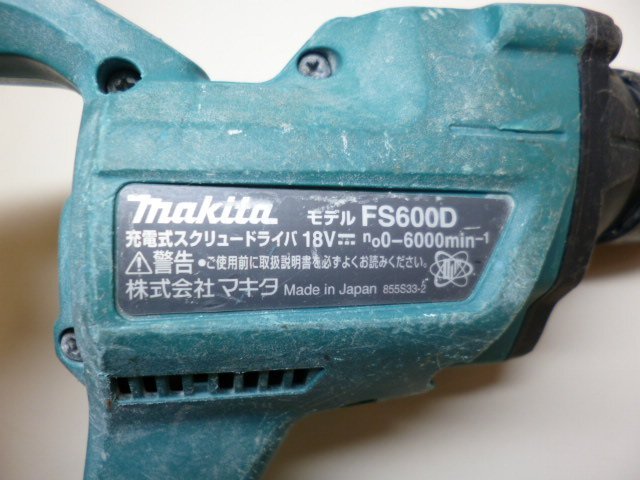 makita モデル FS600D
充電式スクリュードライバ 18V⎓ n₀0-6000min⁻¹
⚠警告 •ご使用前に取扱説明書を必ずよくお読みください。
株式会社マキタ Made in Japan 855S33-2